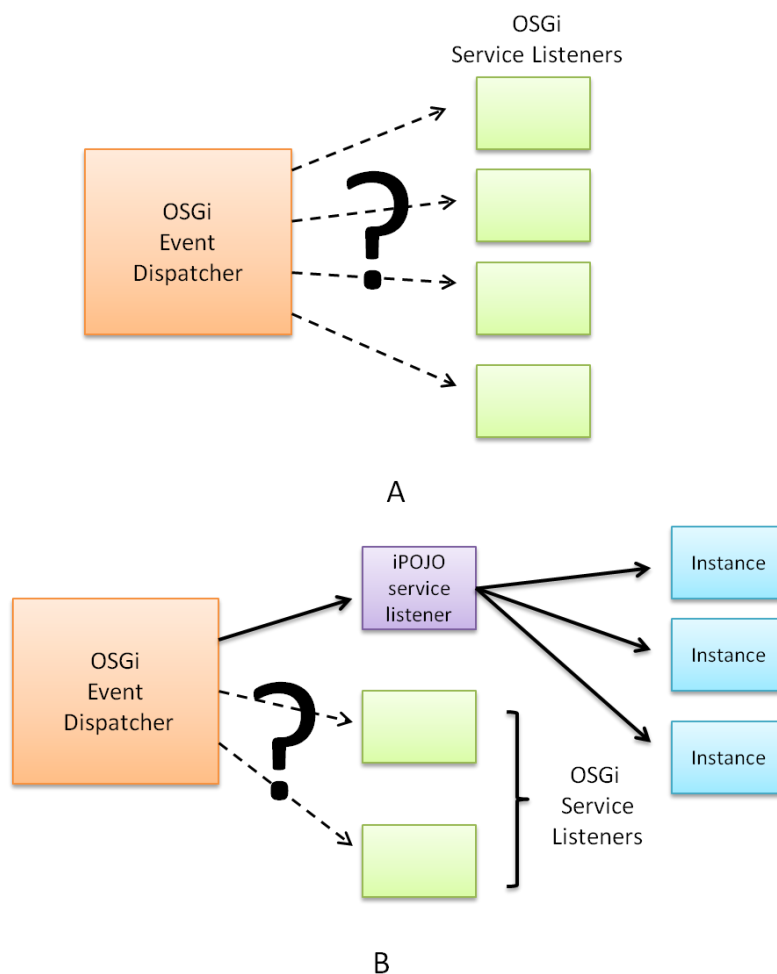 OSGi
Service Listeners
OSGi
Event
Dispatcher
?
A
iPOJO
service
listener
Instance
OSGi
Event
Dispatcher
Instance
?
Instance
OSGi
Service
Listeners
B